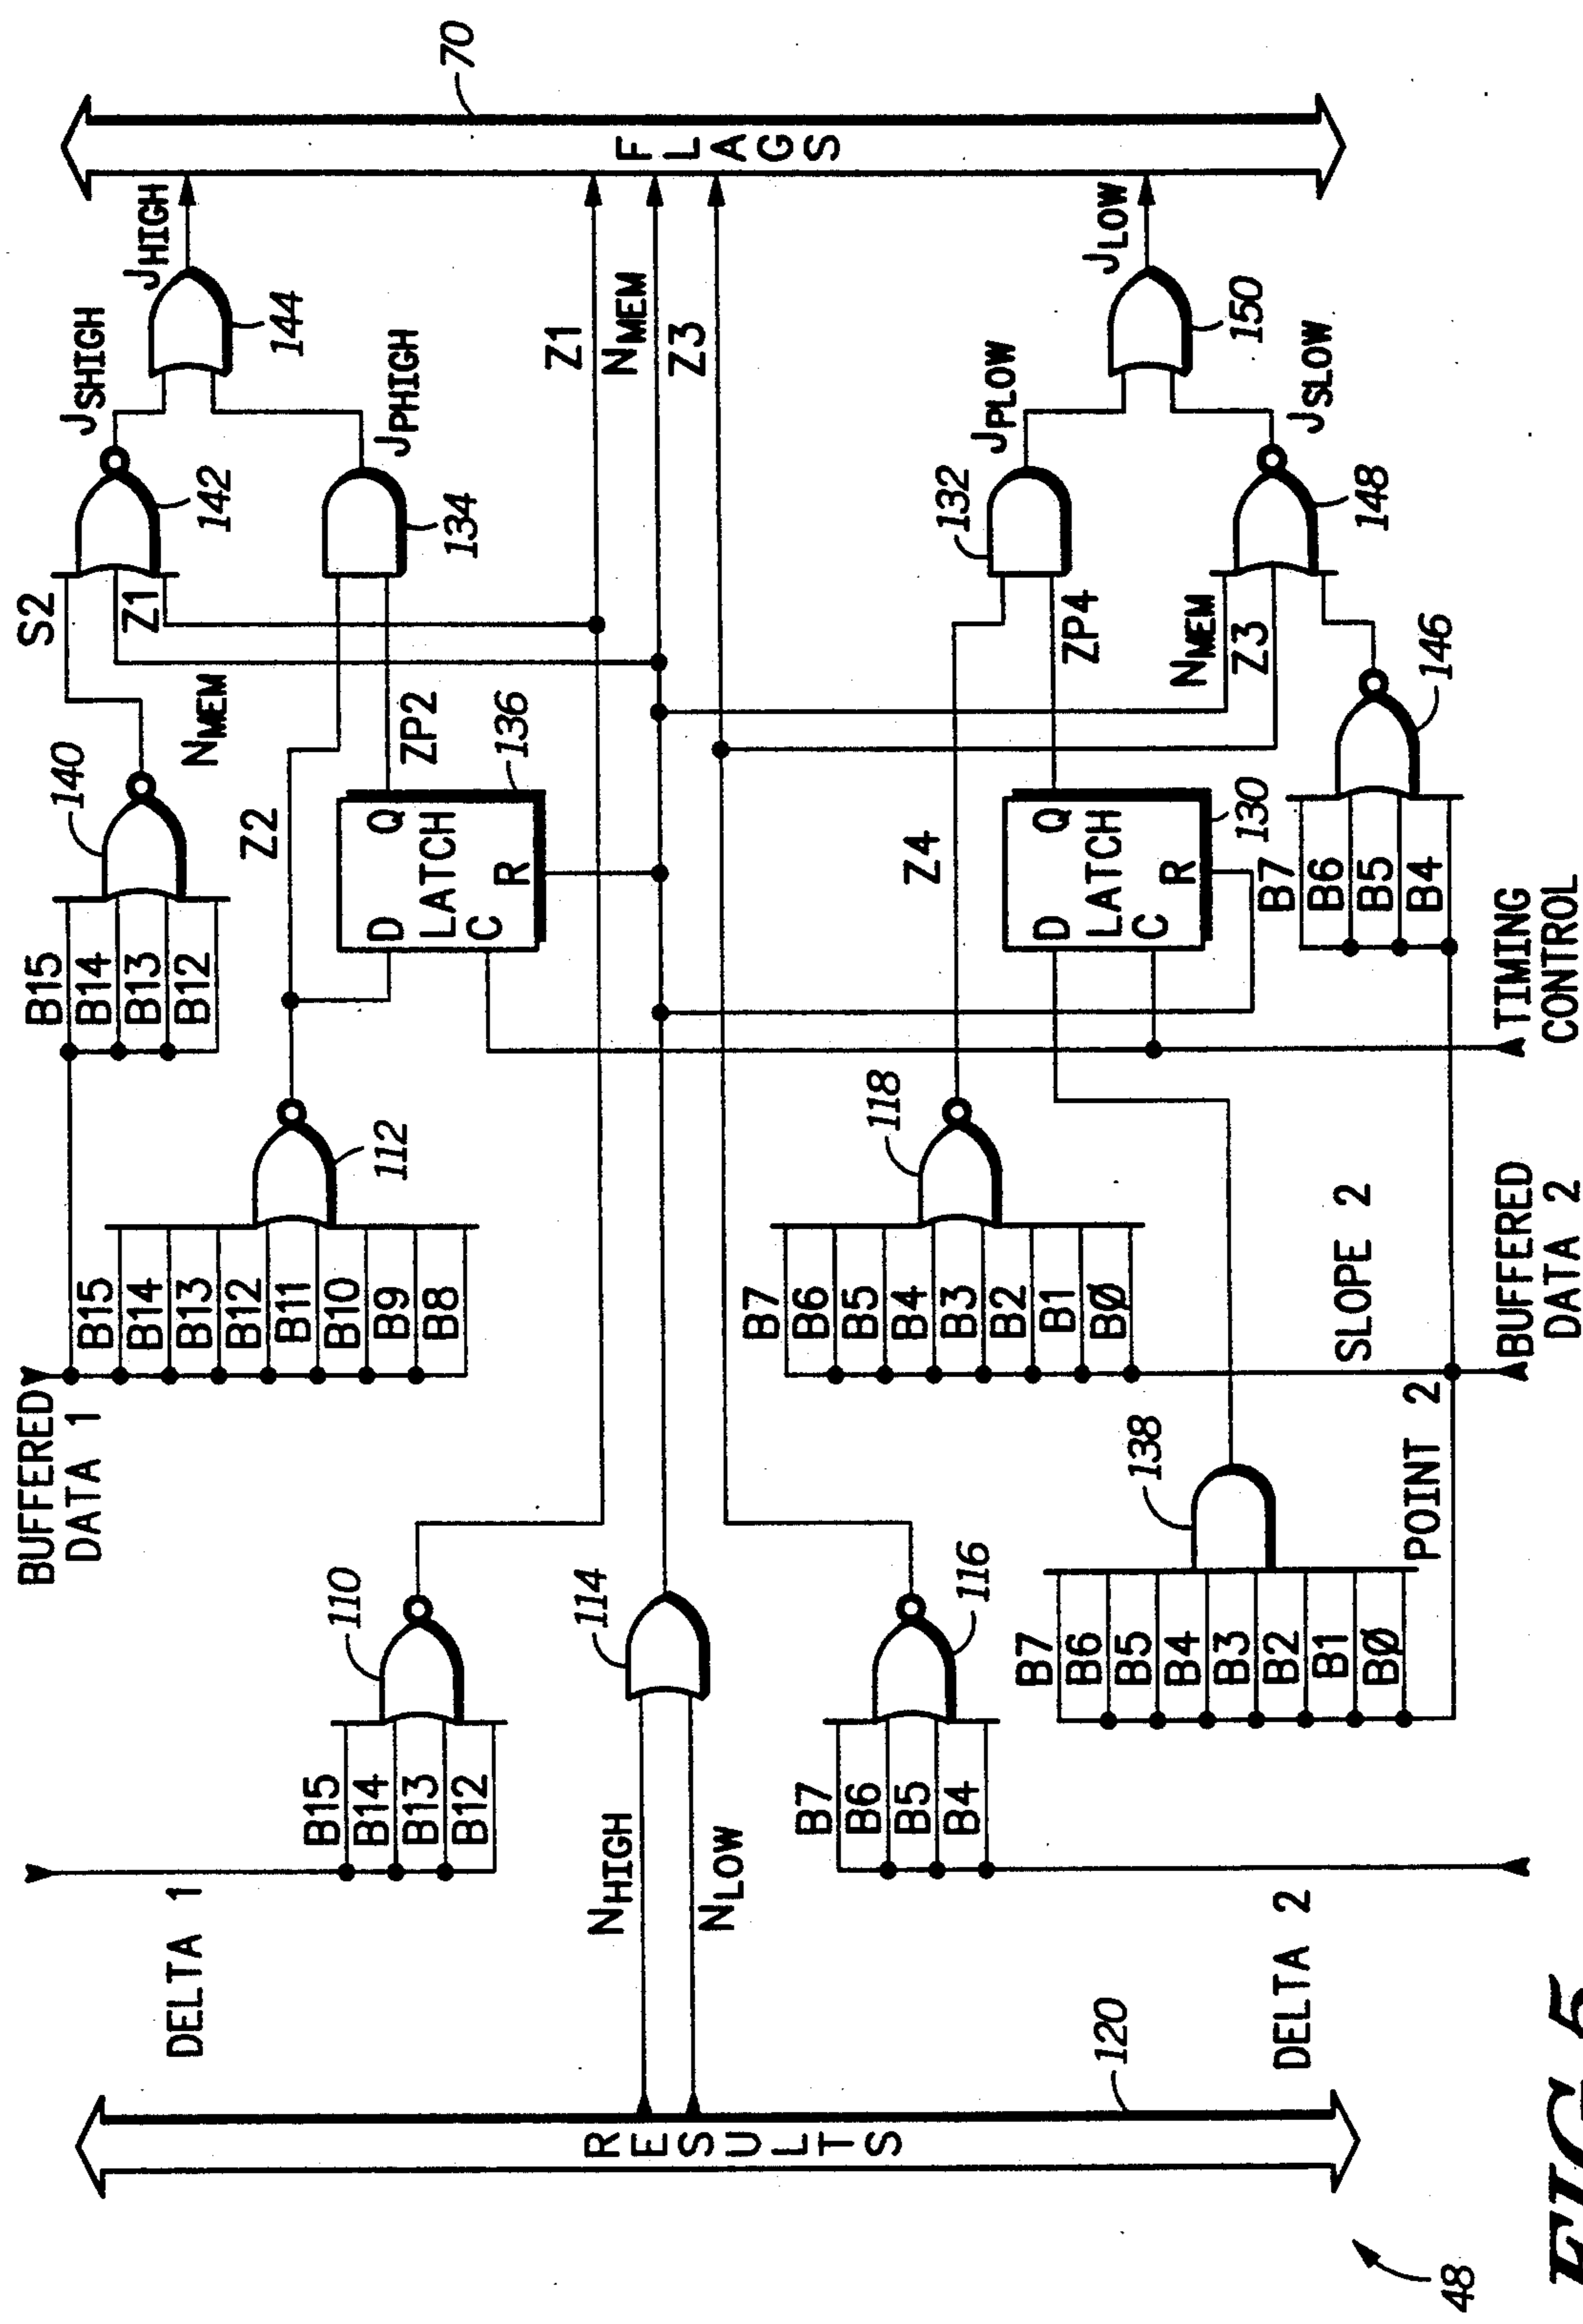 BUFFERED
DATA 1
DELTA 1
B15
B14
B13
B12
S2
JSHIGH
JHIGH
140
142
144
NMEM
Z1
B15
B14
B13
B12
B11
B10
B9
B8
112
Z2
D
Q
LATCH
C
R
136
ZP2
134
JPHIGH
B15
B14
B13
B12
110
Z1
NHIGH
NLOW
114
NMEM
RESULTS
120
FLAGS
70
Z3
B7
B6
B5
B4
116
B7
B6
B5
B4
B3
B2
B1
BØ
118
Z4
132
JPLOW
JLOW
150
ZP4
D
Q
LATCH
C
R
130
NMEM
Z3
148
JSLOW
B7
B6
B5
B4
B3
B2
B1
BØ
138
B7
B6
B5
B4
146
DELTA 2
POINT 2
SLOPE 2
BUFFERED
DATA 2
TIMING
CONTROL
48
FIG. 5